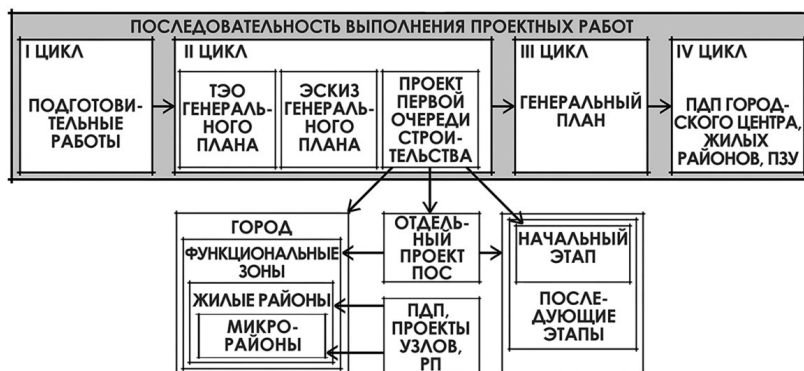 ПОСЛЕДОВАТЕЛЬНОСТЬ ВЫПОЛНЕНИЯ ПРОЕКТНЫХ РАБОТ
I ЦИКЛ
ПОДГОТОВИ-
ТЕЛЬНЫЕ
РАБОТЫ
II ЦИКЛ
ТЭО
ГЕНЕРАЛЬ-
НОГО
ПЛАНА
ЭСКИЗ
ГЕНЕРАЛЬ-
НОГО
ПЛАНА
ПРОЕКТ
ПЕРВОЙ
ОЧЕРЕДИ
СТРОИ-
ТЕЛЬСТВА
III ЦИКЛ
ГЕНЕРАЛЬНЫЙ
ПЛАН
IV ЦИКЛ
ПДП ГОРОД-
СКОГО ЦЕНТРА,
ЖИЛЫХ
РАЙОНОВ, ПЗУ
ГОРОД
ФУНКЦИОНАЛЬНЫЕ
ЗОНЫ
ЖИЛЫЕ РАЙОНЫ
МИКРО-
РАЙОНЫ
ОТДЕЛЬ-
НЫЙ
ПРОЕКТ
ПОС
ПДП,
ПРОЕКТЫ
УЗЛОВ,
РП
НАЧАЛЬНЫЙ
ЭТАП
ПОСЛЕ-
ДУЮЩИЕ
ЭТАПЫ